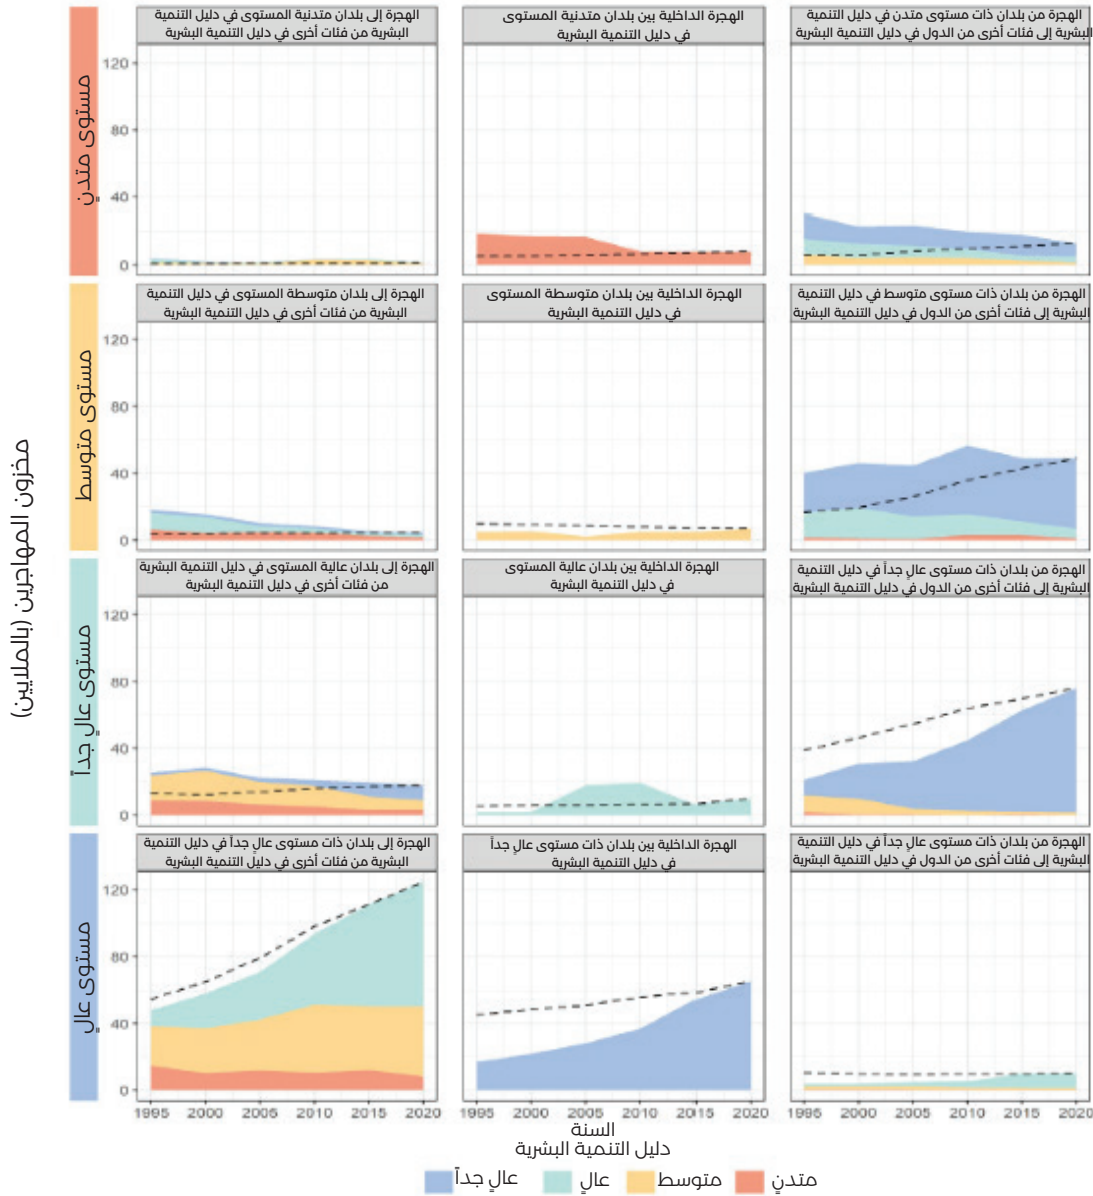 الهجرة من بلدان ذات مستوى متدن في دليل التنمية
البشرية إلى فئات أخرى من الدول في دليل التنمية البشرية
الهجرة الداخلية بين بلدان متدنية المستوى
في دليل التنمية البشرية
الهجرة إلى بلدان متدنية المستوى في دليل التنمية
البشرية من فئات أخرى في دليل التنمية البشرية
مستوى متدنٍ
120
80
40
0
الهجرة من بلدان ذات مستوى متوسط في دليل التنمية
البشرية إلى فئات أخرى من الدول في دليل التنمية البشرية
الهجرة الداخلية بين بلدان متوسطة المستوى
في دليل التنمية البشرية
الهجرة إلى بلدان متوسطة المستوى في دليل التنمية
البشرية من فئات أخرى في دليل التنمية البشرية
مستوى متوسط
120
80
40
0
مخزون المهاجرين (بالملايين)
الهجرة من بلدان ذات مستوى عالٍ جداً في دليل التنمية
البشرية إلى فئات أخرى من الدول في دليل التنمية البشرية
الهجرة الداخلية بين بلدان عالية المستوى
في دليل التنمية البشرية
الهجرة إلى بلدان عالية المستوى في دليل التنمية البشرية
من فئات أخرى في دليل التنمية البشرية
مستوى عالٍ جداً
120
80
40
0
الهجرة من بلدان ذات مستوى عالٍ جداً في دليل التنمية
البشرية إلى فئات أخرى من الدول في دليل التنمية البشرية
الهجرة الداخلية بين بلدان ذات مستوى عالٍ جداً
في دليل التنمية البشرية
الهجرة إلى بلدان ذات مستوى عالٍ جداً في دليل التنمية
البشرية من فئات أخرى في دليل التنمية البشرية
مستوى عالٍ
120
80
40
0
1995 2000 2005 2010 2015 2020
1995 2000 2005 2010 2015 2020
1995 2000 2005 2010 2015 2020
السنة
دليل التنمية البشرية
متدنٍ متوسط عالٍ عالٍ جداً